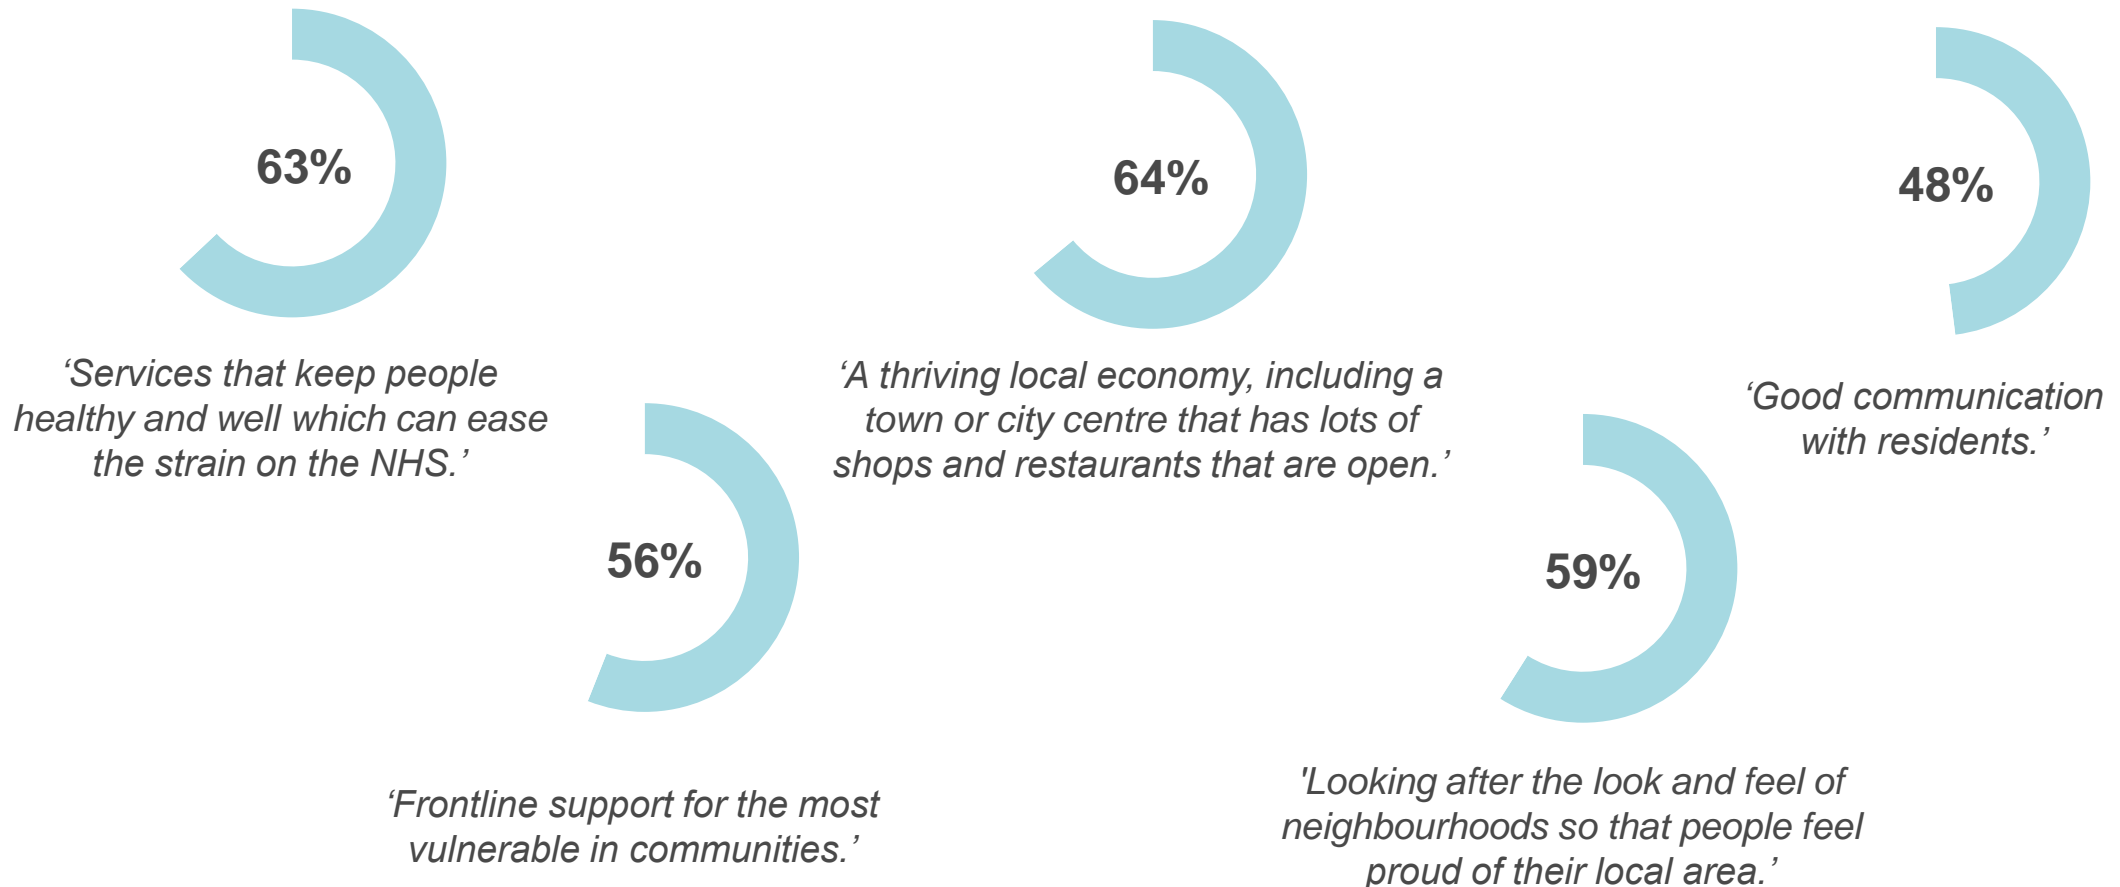 63%
‘Services that keep people
healthy and well which can ease
the strain on the NHS.’
56%
‘Frontline support for the most
vulnerable in communities.’
64%
‘A thriving local economy, including a
town or city centre that has lots of
shops and restaurants that are open.’
59%
'Looking after the look and feel of
neighbourhoods so that people feel
proud of their local area.’
48%
‘Good communication
with residents.’